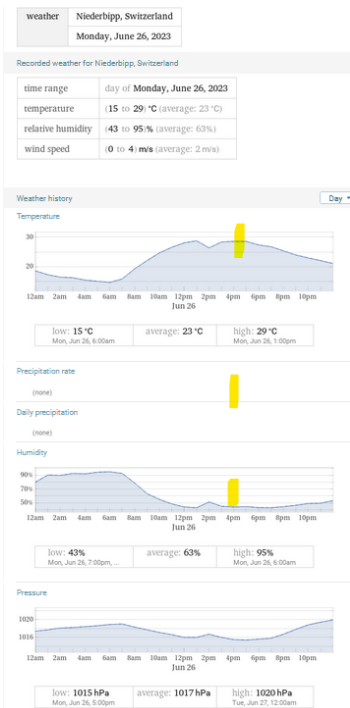 weather Niederbipp, Switzerland
Monday, June 26, 2023
Recorded weather for Niederbipp, Switzerland
time range day of Monday, June 26, 2023
temperature (15 to 29) °C (average: 23 °C)
relative humidity (43 to 95)% (average: 63%)
wind speed (0 to 4) m/s (average: 2 m/s)
Weather history Day
Temperature
30
20
12am 2am 4am 6am 8am 10am 12pm 2pm 4pm 6pm 8pm 10pm
Jun 26
low: 15 °C average: 23 °C high: 29 °C
Mon, Jun 26, 6:00am Mon, Jun 26, 1:00pm
Precipitation rate
(none)
Daily precipitation
(none)
Humidity
90%
70%
50%
12am 2am 4am 6am 8am 10am 12pm 2pm 4pm 6pm 8pm 10pm
Jun 26
low: 43% average: 63% high: 95%
Mon, Jun 26, 7:00pm, ... Mon, Jun 26, 6:00am
Pressure
1020
1016
12am 2am 4am 6am 8am 10am 12pm 2pm 4pm 6pm 8pm 10pm
Jun 26
low: 1015 hPa average: 1017 hPa high: 1020 hPa
Mon, Jun 26, 5:00pm Tue, Jun 27, 12:00am